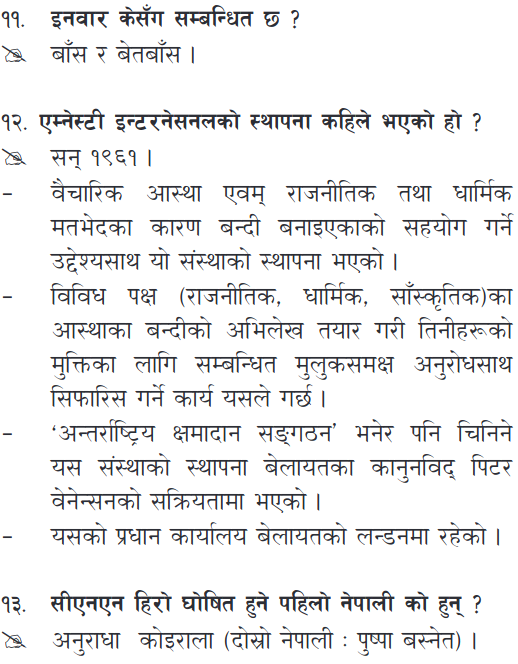 ११. इनवार केसँग सम्बन्धित छ ?
बाँस र बेतबाँस ।
१२. एम्नेस्टी इन्टरनेसनलको स्थापना कहिले भएको हो ?
सन् १९६१ ।
– वैचारिक आस्था एवम् राजनीतिक तथा धार्मिक
मतभेदका कारण बन्दी बनाइएकाको सहयोग गर्ने
उद्देश्यसाथ यो संस्थाको स्थापना भएको ।
– विविध पक्ष (राजनीतिक, धार्मिक, साँस्कृतिक)का
आस्थाका बन्दीको अभिलेख तयार गरी तिनीहरूको
मुक्तिका लागि सम्बन्धित मुलुकसमक्ष अनुरोधसाथ
सिफारिस गर्ने कार्य यसले गर्छ ।
– ‘अन्तर्राष्ट्रिय क्षमादान सङ्गठन’ भनेर पनि चिनिने
यस संस्थाको स्थापना बेलायतका कानुनविद् पिटर
वेनेन्सनको सक्रियतामा भएको ।
– यसको प्रधान कार्यालय बेलायतको लन्डनमा रहेको ।
१३. सीएनएन हिरो घोषित हुने पहिलो नेपाली को हुन् ?
अनुराधा कोइराला (दोस्रो नेपाली : पुष्पा बस्नेत) ।